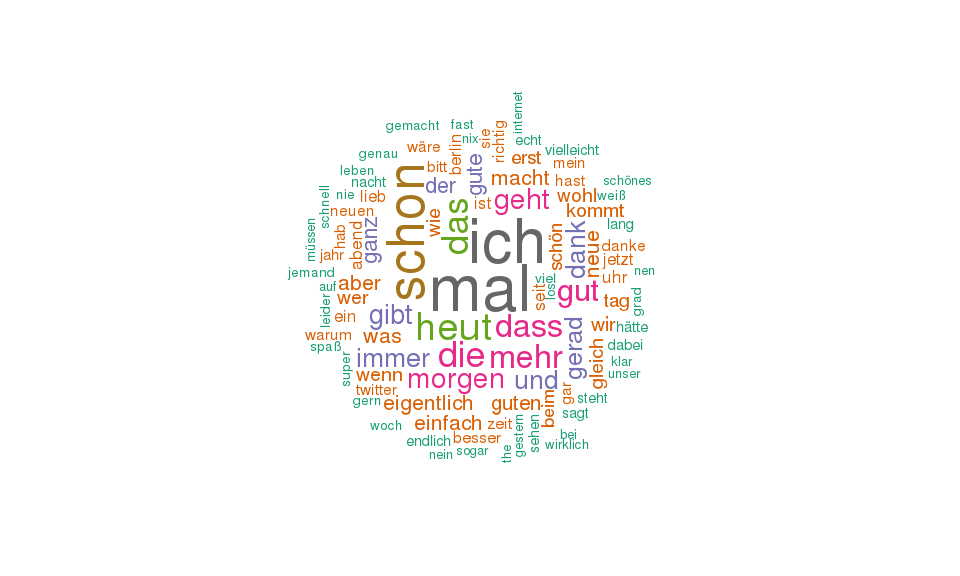 internet
gemacht
fast
nix
sie
richtig
echt
wäre
berlin
genau
bitt
erst
vielleicht
mein
leben
nacht
der
gute
macht
hast
schönes
nie
lieb
schon
ist
geht
wohl
weiß
schnell
neuen
das
ich
kommt
wie
lang
müssen
hab
abend
ganz
schön
dank
neue
danke
jahr
jetzt
jemand
auf
aber
mal
viel
losel
uhr
nen
wer
seit
gut
tag
grad
leider
ein
gibt
heut
dass
wir
hätte
warum
was
gerad
spaß
immer
die
mehr
gleich
dabei
klar
super
wenn
morgen
und
unser
twitter
gern
eigentlich
guten
beim
gar
steht
sagt
woch
einfach
zeit
gestern
sehen
endlich
besser
bei
wirklich
nein
sogar
the